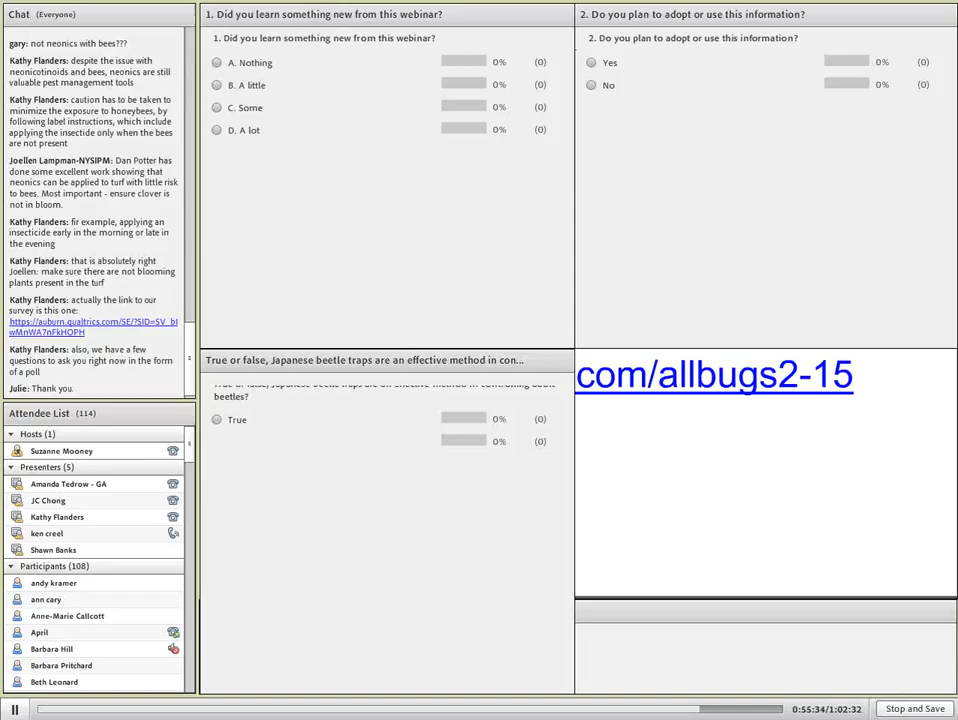 Chat (Everyone)
gary: not neonics with bees???
Kathy Flanders: despite the issue with
neonicotinoids and bees, neonics are still
valuable pest management tools
Kathy Flanders: caution has to be taken to
minimize the exposure to honeybees, by
following label instructions, which include
applying the insectide only when the bees
are not present
Joellen Lampman-NYSIPM: Dan Potter has
done some excellent work showing that
neonics can be applied to turf with little risk
to bees. Most important - ensure clover is
not in bloom.
Kathy Flanders: fir example, applying an
insecticide early in the morning or late in
the evening
Kathy Flanders: that is absolutely right
Joellen: make sure there are not blooming
plants present in the turf
Kathy Flanders: actually the link to our
survey is this one:
https://auburn.qualtrics.com/SE/?SID=SV_bI
wMnWA7nFkHOPH
Kathy Flanders: also, we have a few
questions to ask you right now in the form
of a poll
Julie: Thank you.
Attendee List (114)
Hosts (1)
Suzanne Mooney
Presenters (5)
Amanda Tedrow - GA
JC Chong
Kathy Flanders
ken creel
Shawn Banks
Participants (108)
andy kramer
ann cary
Anne-Marie Callcott
April
Barbara Hill
Barbara Pritchard
Beth Leonard
1. Did you learn something new from this webinar?
1. Did you learn something new from this webinar?
A. Nothing 0% (0)
B. A little 0% (0)
C. Some 0% (0)
D. A lot 0% (0)
2. Do you plan to adopt or use this information?
2. Do you plan to adopt or use this information?
Yes 0% (0)
No 0% (0)
True or false, Japanese beetle traps are an effective method in con...
True or false, Japanese beetle traps are an effective method in controlling adult
beetles?
True 0% (0)
0% (0)
com/allbugs2-15
0:55:34/1:02:32
Stop and Save